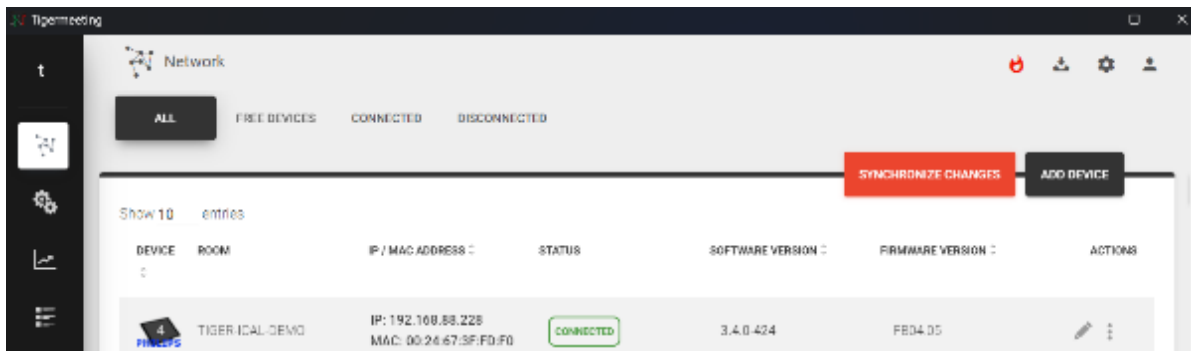 Tigermeeting
t
Network
ALL
FREE DEVICES
CONNECTED
DISCONNECTED
SYNCHRONIZE CHANGES
ADD DEVICE
Show 10 entries
DEVICE ROOM IP / MAC ADDRESS STATUS SOFTWARE VERSION FIRMWARE VERSION ACTIONS
4
PHILIPS
TIGER-ICAL-DEMO
IP: 192.168.88.228
MAC: 00:24:67:3F:FD:F0
CONNECTED
3.4.0-424
FB04.05